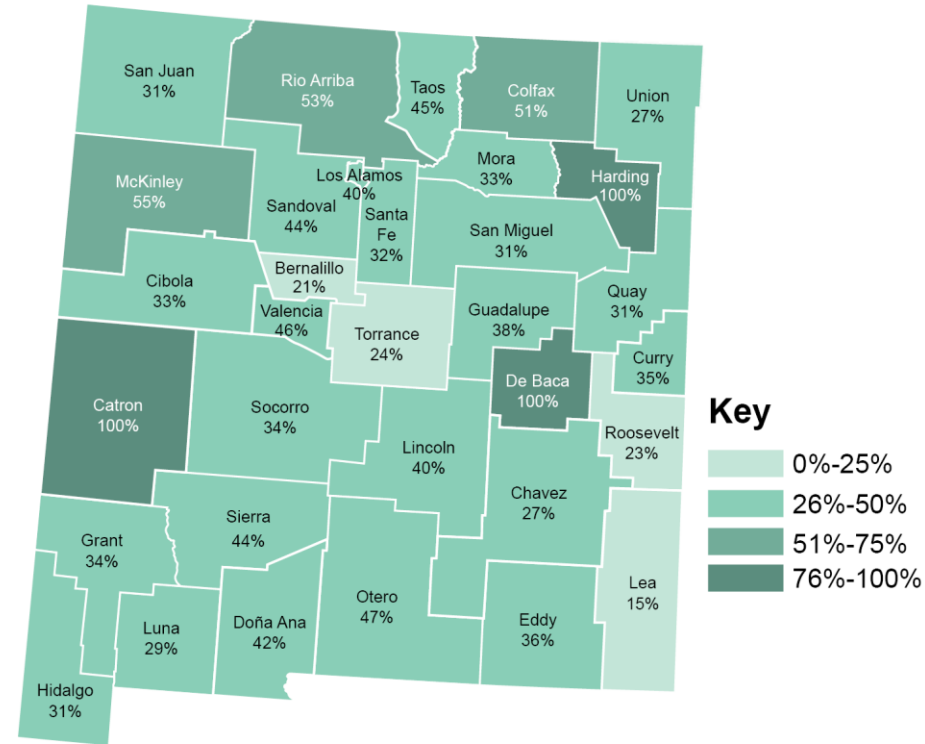 San Juan
31%
Rio Arriba
53%
Taos
45%
Colfax
51%
Union
27%
McKinley
55%
Sandoval
44%
Los Alamos
40%
Santa
Fe
32%
Mora
33%
Harding
100%
San Miguel
31%
Cibola
33%
Bernalillo
21%
Valencia
46%
Torrance
24%
Guadalupe
38%
Quay
31%
Curry
35%
Catron
100%
Socorro
34%
Lincoln
40%
De Baca
100%
Roosevelt
23%
Chavez
27%
Grant
34%
Sierra
44%
Hidalgo
31%
Luna
29%
Doña Ana
42%
Otero
47%
Eddy
36%
Lea
15%
Key
0%-25%
26%-50%
51%-75%
76%-100%